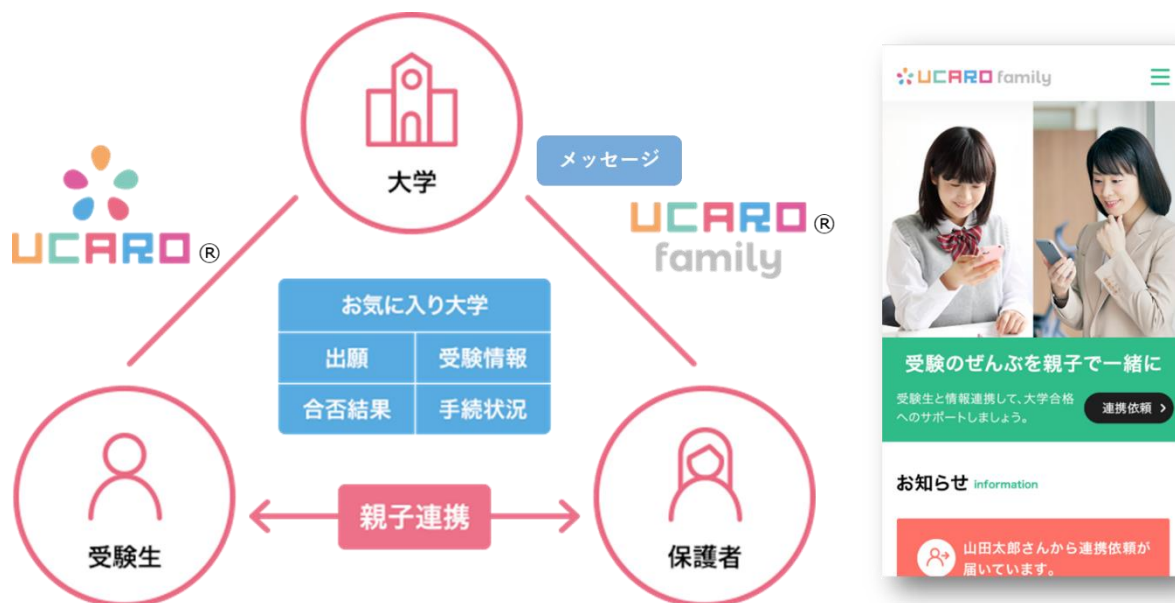 大学
メッセージ
UCARO®
UCARO®
family
お気に入り大学
出願
受験情報
合否結果
手続状況
親子連携
受験生
保護者
UCARO family
受験のぜんぶを親子で一緒に
受験生と情報連携して、大学合格
へのサポートしましょう。
連携依頼 >
お知らせ information
山田太郎さんから連携依頼が
届いています。